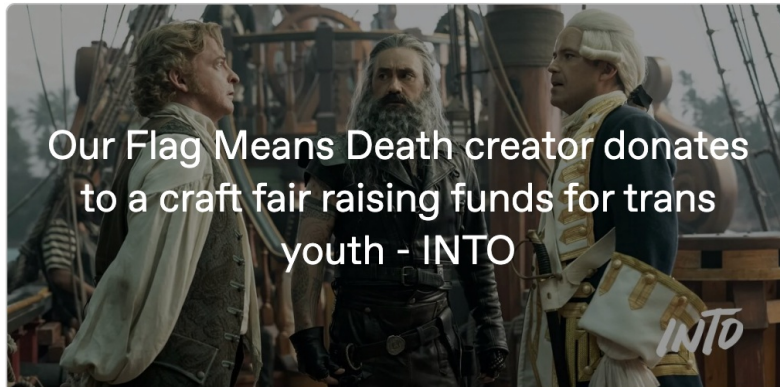 Our Flag Means Death creator donates
to a craft fair raising funds for trans
youth - INTO
INTO